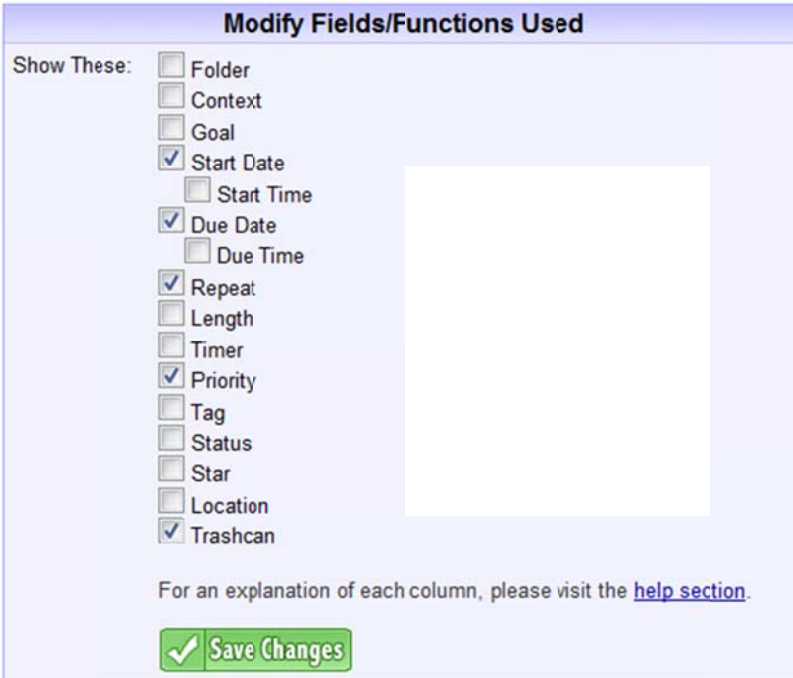 Modify Fields/Functions Used
Show These:
Folder
Context
Goal
Start Date
Start Time
Due Date
Due Time
Repeat
Length
Timer
Priority
Tag
Status
Star
Location
Trashcan
For an explanation of each column, please visit the help section.
Save Changes